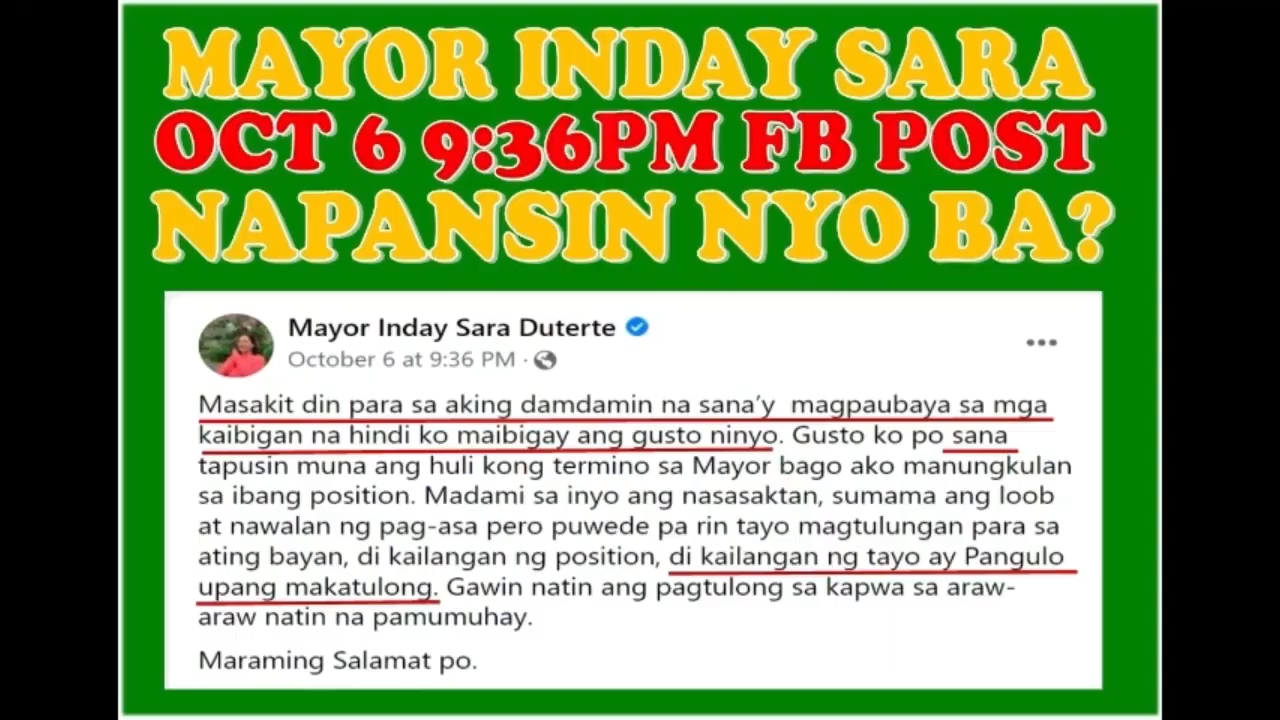 MAYOR INDAY SARA
OCT 6 9:36PM FB POST
NAPANSIN NYO BA?
Mayor Inday Sara Duterte
October 6 at 9:36 PM ·
Masakit din para sa aking damdamin na sana'y magpaubaya sa mga
kaibigan na hindi ko maibigay ang gusto ninyo. Gusto ko po sana
tapusin muna ang huli kong termino sa Mayor bago ako manungkulan
sa ibang position. Madami sa inyo ang nasasaktan, sumama ang loob
at nawalan ng pag-asa pero puwede pa rin tayo magtulungan para sa
ating bayan, di kailangan ng position, di kailangan ng tayo ay Pangulo
upang makatulong. Gawin natin ang pagtulong sa kapwa sa araw-
araw natin na pamumuhay.
Maraming Salamat po.